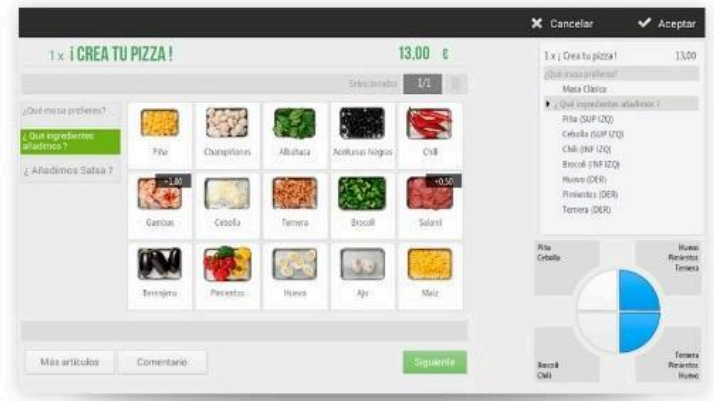 Cancelar
Aceptar
1x ¡ CREA TU PIZZA !
13,00 €
Seleccionados 1/1
¿Qué masa prefieres?
¿ Qué ingredientes
añadimos ?
¿ Añadimos Salsa ?
Piña
Champiñones
Albahaca
Aceitunas Negras
Chili
+1,00
+0,50
Gambas
Cebolla
Ternera
Brocoli
Salami
Berenjena
Pimientos
Huevo
Ajo
Maíz
Más artículos
Comentario
Siguiente
1 x ¡ Crea tu pizza ! 13,00
¿Qué masa prefieres?
Masa Clásica
¿ Qué ingredientes añadimos ?
Piña (SUP IZQ)
Cebolla (SUP IZQ)
Chili (INF IZQ)
Brocoli (INF IZQ)
Huevo (DER)
Pimientos (DER)
Ternera (DER)
Piña
Cebolla
Huevo
Pimientos
Ternera
Brocoli
Chili
Ternera
Pimientos
Huevo